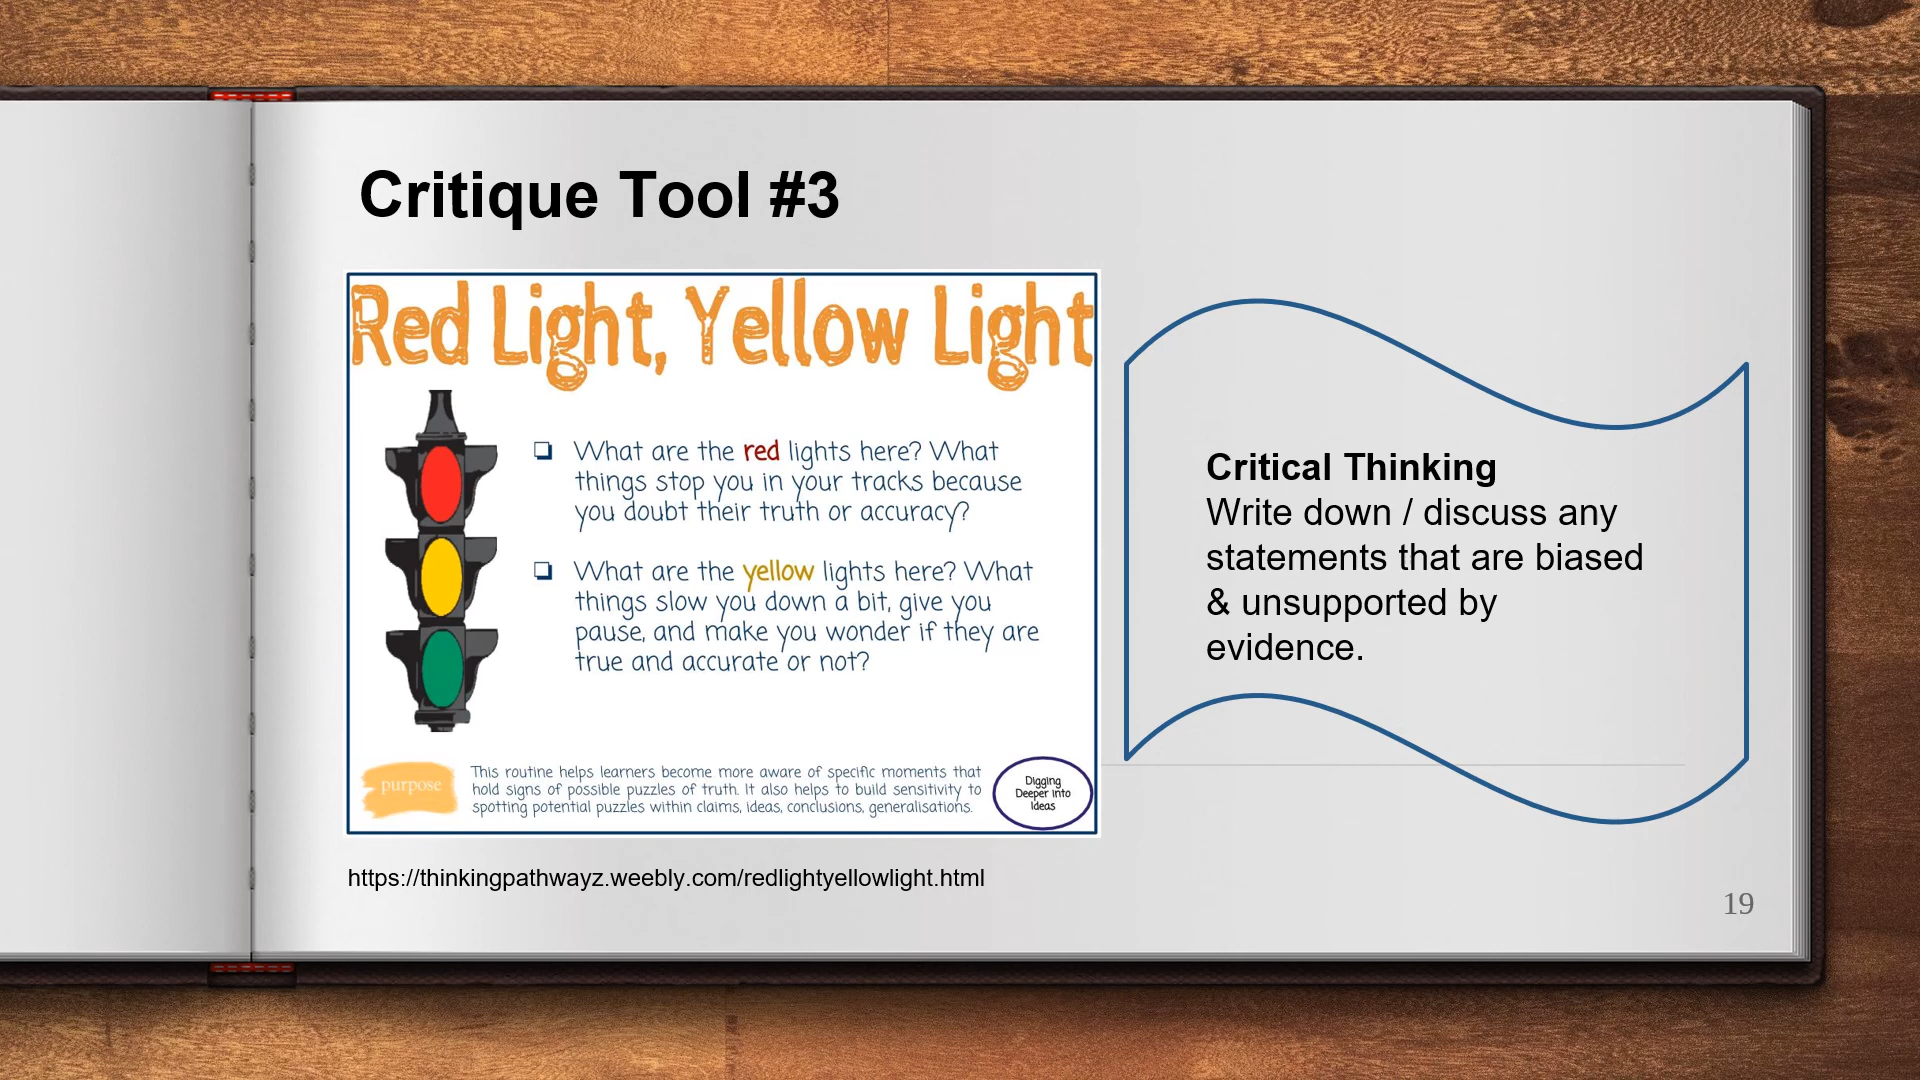 Critique Tool #3
Red Light, Yellow Light
❏ What are the red lights here? What
things stop you in your tracks because
you doubt their truth or accuracy?
❏ What are the yellow lights here? What
things slow you down a bit, give you
pause, and make you wonder if they are
true and accurate or not?
purpose
This routine helps learners become more aware of specific moments that
hold signs of possible puzzles of truth. It also helps to build sensitivity to
spotting potential puzzles within claims, ideas, conclusions, generalisations.
Digging
Deeper into
Ideas
https://thinkingpathwayz.weebly.com/redlightyellowlight.html
Critical Thinking
Write down / discuss any
statements that are biased
& unsupported by
evidence.
19